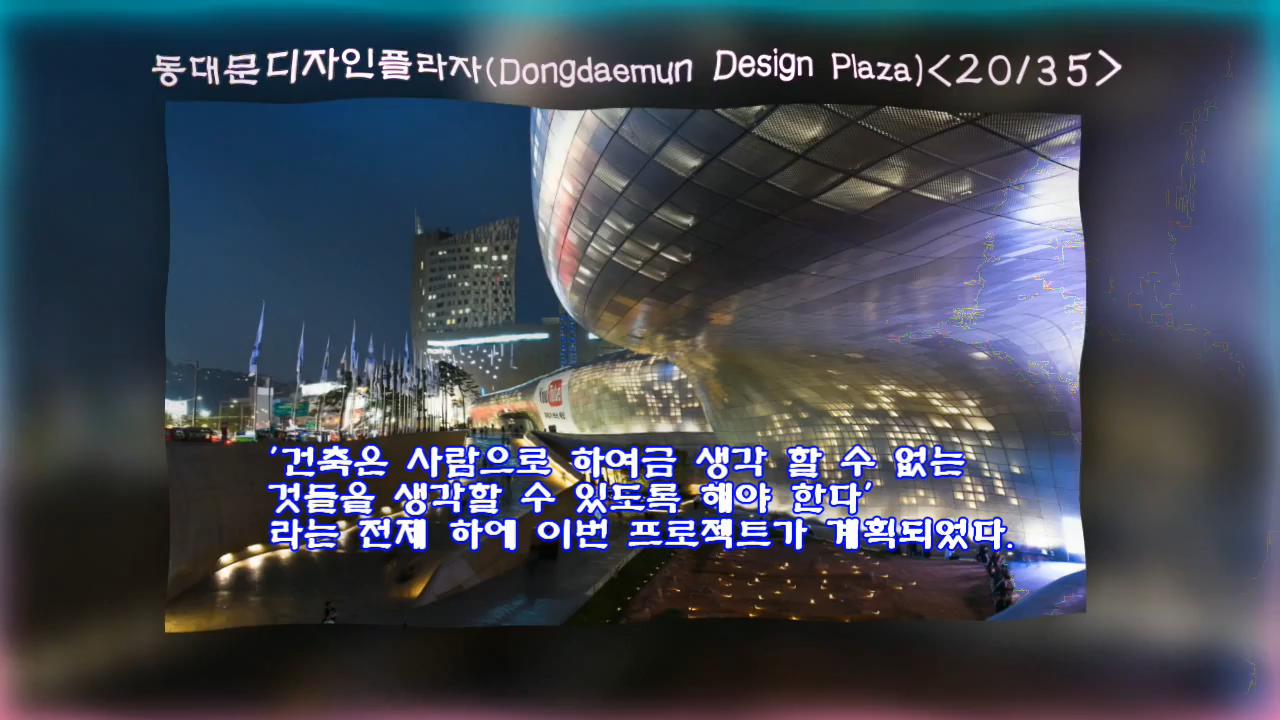 동대문디자인플라자(Dongdaemun Design Plaza)<20/35>
YouTube
'건축은 사람으로 하여금 생각 할 수 없는
것들을 생각할 수 있도록 해야 한다'
라는 전제 하에 이번 프로젝트가 계획되었다.